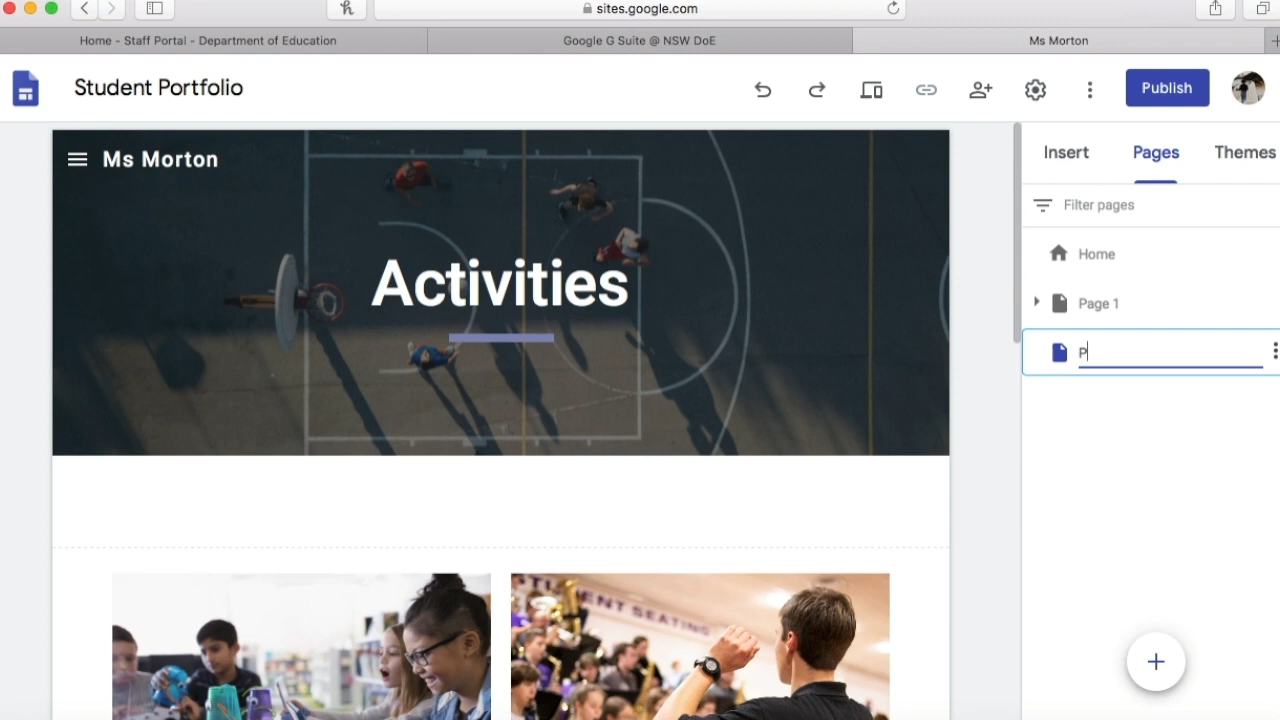 sites.google.com
Home - Staff Portal - Department of Education
Google G Suite @ NSW DoE
Ms Morton
Student Portfolio
Publish
Ms Morton
Activities
Insert
Pages
Themes
Filter pages
Home
Page 1
P
STUDENT SEATING